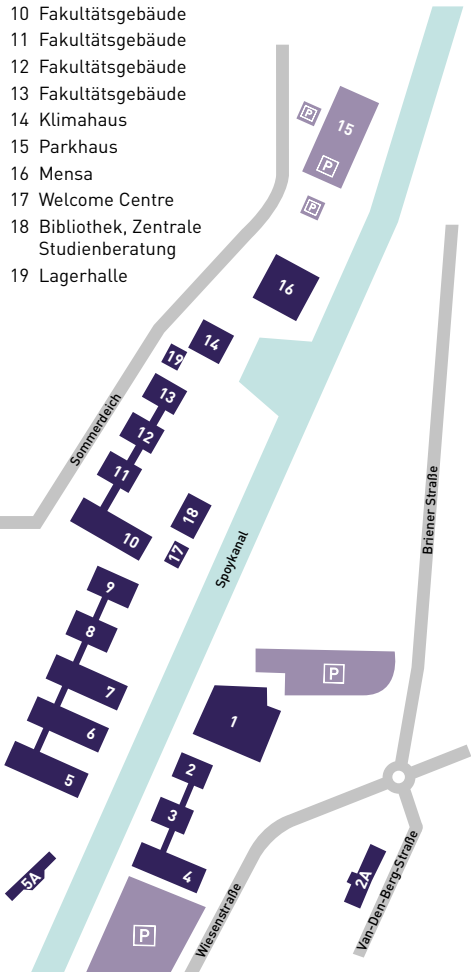 10 Fakultätsgebäude
11 Fakultätsgebäude
12 Fakultätsgebäude
13 Fakultätsgebäude
14 Klimahaus
15 Parkhaus
16 Mensa
17 Welcome Centre
18 Bibliothek, Zentrale
Studienberatung
19 Lagerhalle
P
15
P
P
16
14
19
13
Sommerdeich
12
11
18
10
17
Briener Straße
Spoykanal
9
8
P
7
1
6
2
5
3
4
5A
2A
Van-Den-Berg-Straße
Wiesenstraße
P